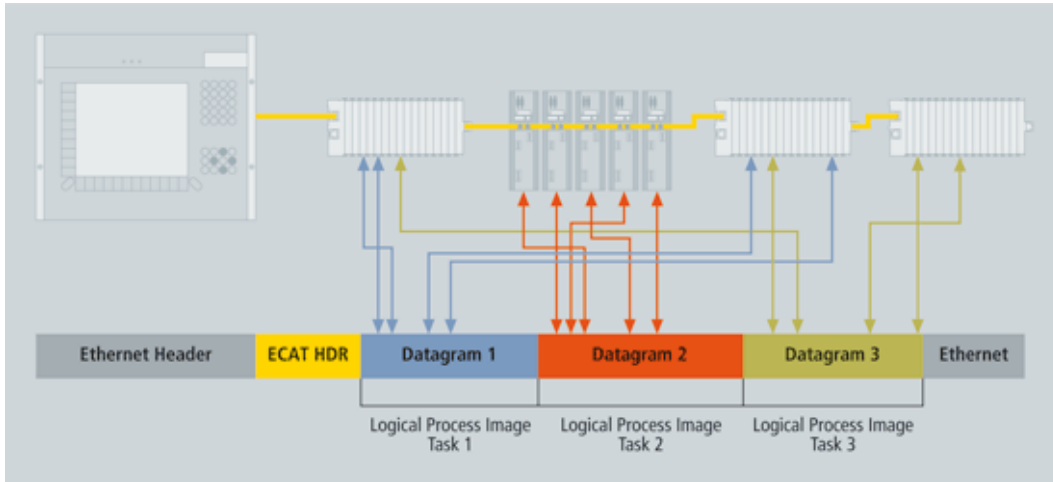 Ethernet Header
ECAT HDR
Datagram 1
Datagram 2
Datagram 3
Ethernet
Logical Process Image
Task 1
Logical Process Image
Task 2
Logical Process Image
Task 3